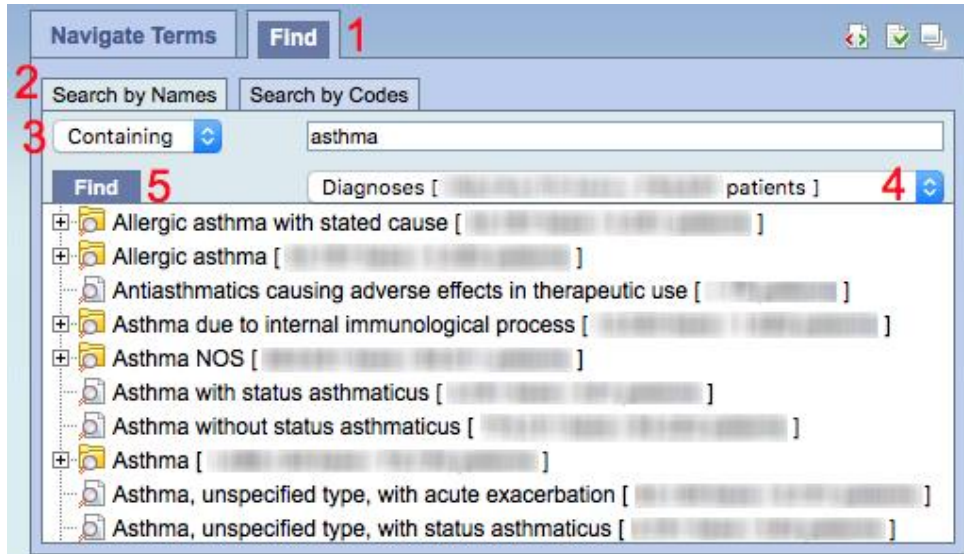 Navigate Terms Find 1
2 Search by Names Search by Codes
3 Containing asthma
Find 5 Diagnoses [ patients ] 4
Allergic asthma with stated cause [ ]
Allergic asthma [ ]
Antiasthmatics causing adverse effects in therapeutic use [ ]
Asthma due to internal immunological process [ ]
Asthma NOS [ ]
Asthma with status asthmaticus [ ]
Asthma without status asthmaticus [ ]
Asthma [ ]
Asthma, unspecified type, with acute exacerbation [ ]
Asthma, unspecified type, with status asthmaticus [ ]